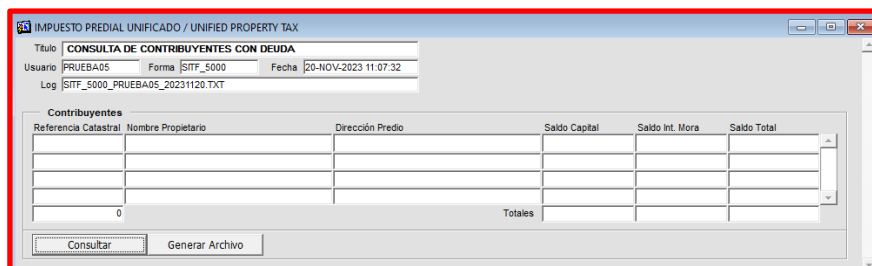 IMPUESTO PREDIAL UNIFICADO / UNIFIED PROPERTY TAX
Titulo CONSULTA DE CONTRIBUYENTES CON DEUDA
Usuario PRUEBA05 Forma SITF_5000 Fecha 20-NOV-2023 11:07:32
Log SITF_5000_PRUEBA05_20231120.TXT
Contribuyentes
Referencia Catastral Nombre Propietario Dirección Predio Saldo Capital Saldo Int. Mora Saldo Total
0 Totales
Consultar Generar Archivo